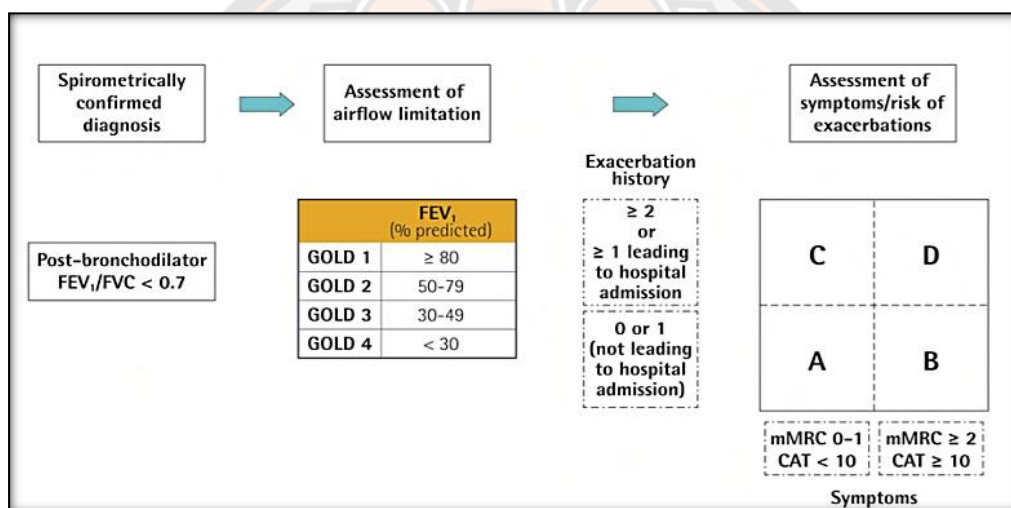 Spirometrically
confirmed
diagnosis
Assessment of
airflow limitation
Assessment of
symptoms/risk of
exacerbations
Post-bronchodilator
FEV₁/FVC < 0.7
FEV₁
(% predicted)
GOLD 1 ≥ 80
GOLD 2 50-79
GOLD 3 30-49
GOLD 4 < 30
Exacerbation
history
≥ 2
or
≥ 1 leading
to hospital
admission
0 or 1
(not leading
to hospital
admission)
C D
A B
mMRC 0-1 mMRC ≥ 2
CAT < 10 CAT ≥ 10
Symptoms